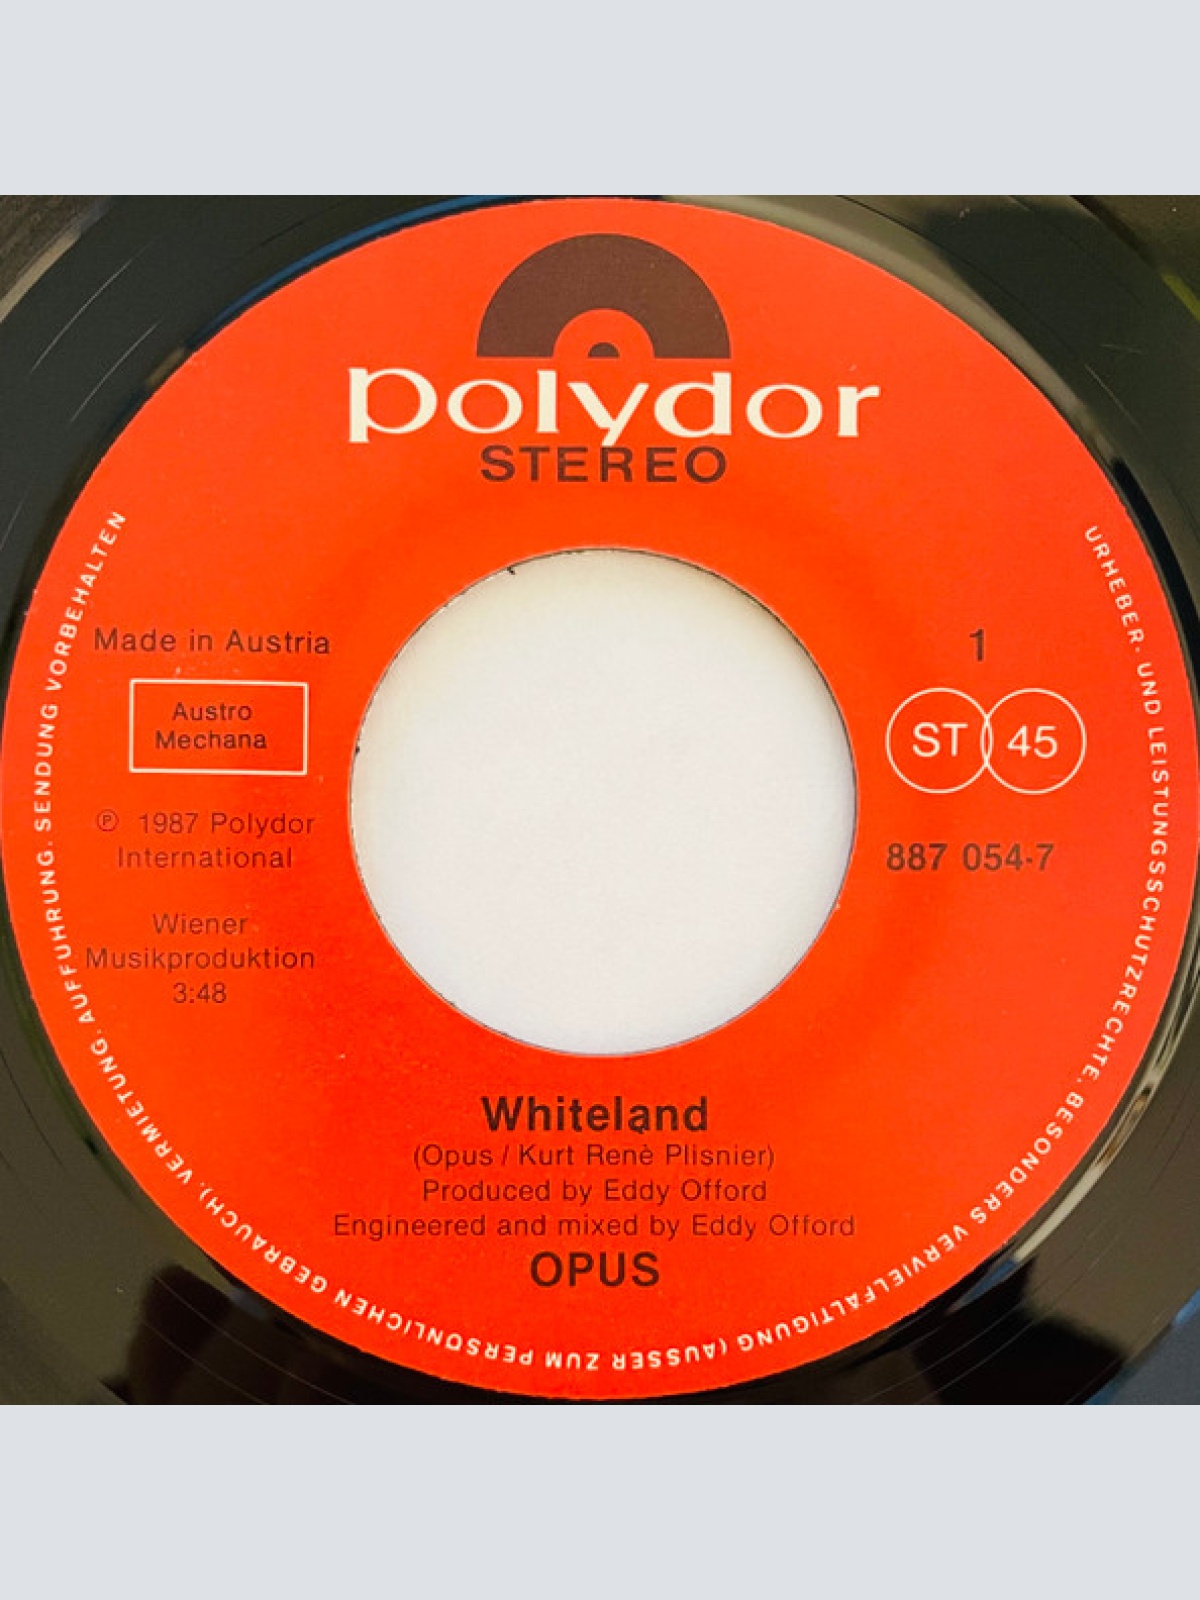 polydor
STEREO
Made in Austria
Austro
Mechana
℗ 1987 Polydor
International
Wiener
Musikproduktion
3:48
1
ST 45
887 054-7
Whiteland
(Opus / Kurt Renè Plisnier)
Produced by Eddy Offord
Engineered and mixed by Eddy Offord
OPUS
URHEBER- UND LEISTUNGSSCHUTZRECHTE, BESONDERS VERVIELFÄLTIGUNG (AUSSER ZUM PERSÖNLICHEN GEBRAUCH), VERMIETUNG, AUFFÜHRUNG, SENDUNG VORBEHALTEN